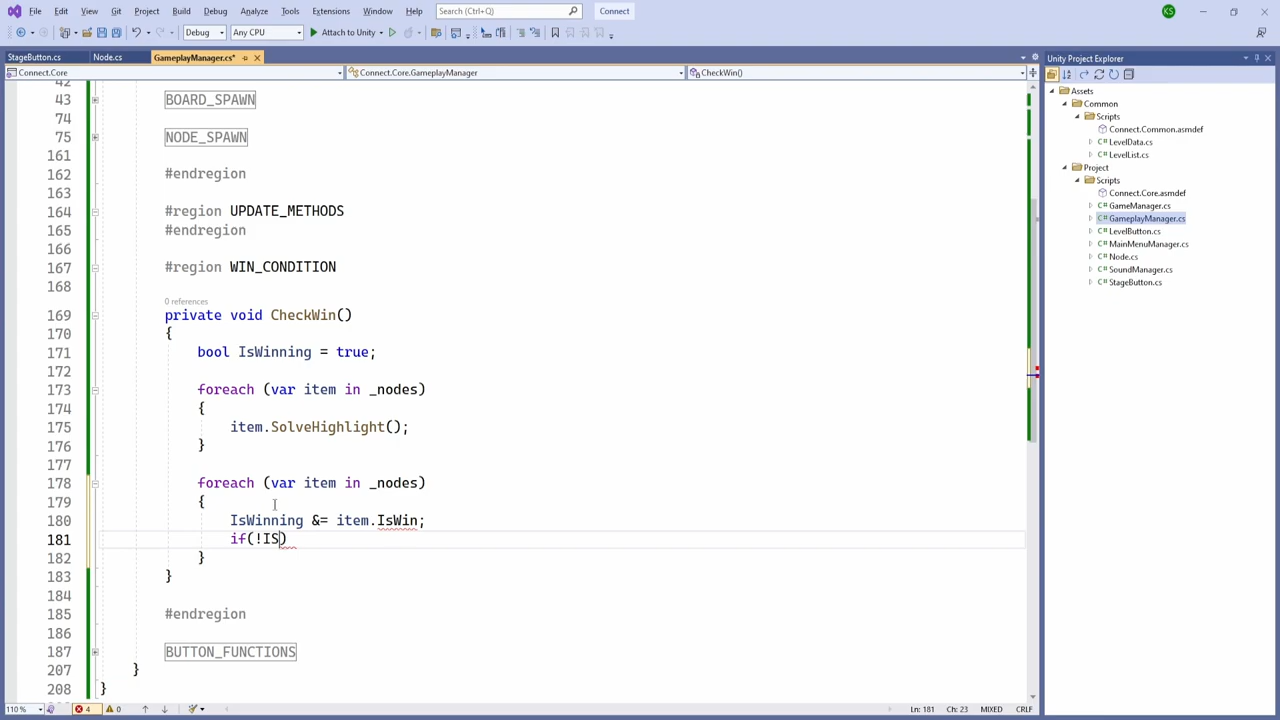 File Edit View Git Project Build Debug Analyze Tools Extensions Window Help Search (Ctrl+Q) Connect KS
Debug Any CPU Attach to Unity
StageButton.cs Node.cs GameplayManager.cs*
Connect.Core Connect.Core.GameplayManager CheckWin()
42
43 BOARD_SPAWN
74
75 NODE_SPAWN
161
162 #endregion
163
164 #region UPDATE_METHODS
165 #endregion
166
167 #region WIN_CONDITION
168
0 references
169 private void CheckWin()
170 {
171 bool IsWinning = true;
172
173 foreach (var item in _nodes)
174 {
175 item.SolveHighlight();
176 }
177
178 foreach (var item in _nodes)
179 {
180 IsWinning &= item.IsWin;
181 if(!IS)
182 }
183 }
184
185 #endregion
186
187 BUTTON_FUNCTIONS
207 }
208 }
110 % 4 0 Ln: 181 Ch: 23 MIXED CRLF
Unity Project Explorer
Assets
Common
Scripts
Connect.Common.asmdef
C# LevelData.cs
C# LevelList.cs
Project
Scripts
Connect.Core.asmdef
C# GameManager.cs
C# GameplayManager.cs
C# LevelButton.cs
C# MainMenuManager.cs
C# Node.cs
C# SoundManager.cs
C# StageButton.cs